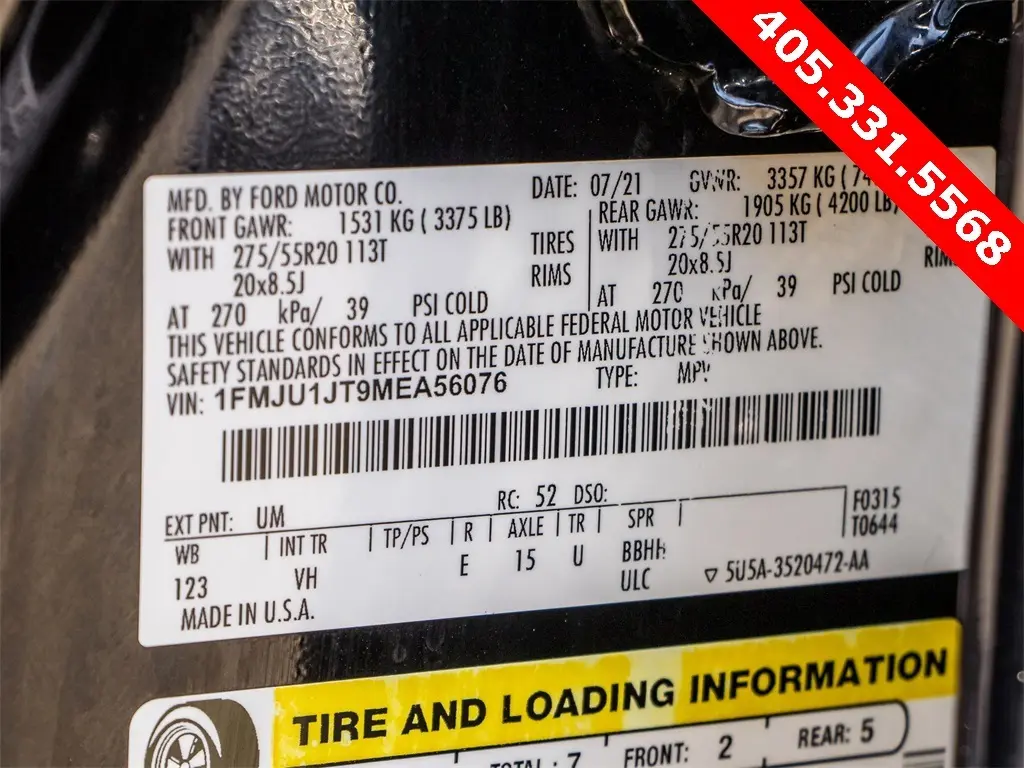 405.331.5568
MFD. BY FORD MOTOR CO. DATE: 07/21 GVWR: 3357 KG ( 74
FRONT GAWR: 1531 KG ( 3375 LB) REAR GAWR: 1905 KG ( 4200 LB)
WITH 275/55R20 113T TIRES WITH 275/55R20 113T
20x8.5J RIMS 20x8.5J RIMS
AT 270 kPa/ 39 PSI COLD AT 270 kPa/ 39 PSI COLD
THIS VEHICLE CONFORMS TO ALL APPLICABLE FEDERAL MOTOR VEHICLE
SAFETY STANDARDS IN EFFECT ON THE DATE OF MANUFACTURE SHOWN ABOVE.
VIN: 1FMJU1JT9MEA56076 TYPE: MPV
EXT PNT: UM RC: 52 DSO: F0315
WB INT TR TP/PS R AXLE TR SPR T0644
123 VH E 15 U BBHH
ULC 5U5A-3520472-AA
MADE IN U.S.A.
TIRE AND LOADING INFORMATION
TOTAL: 7 FRONT: 2 REAR: 5